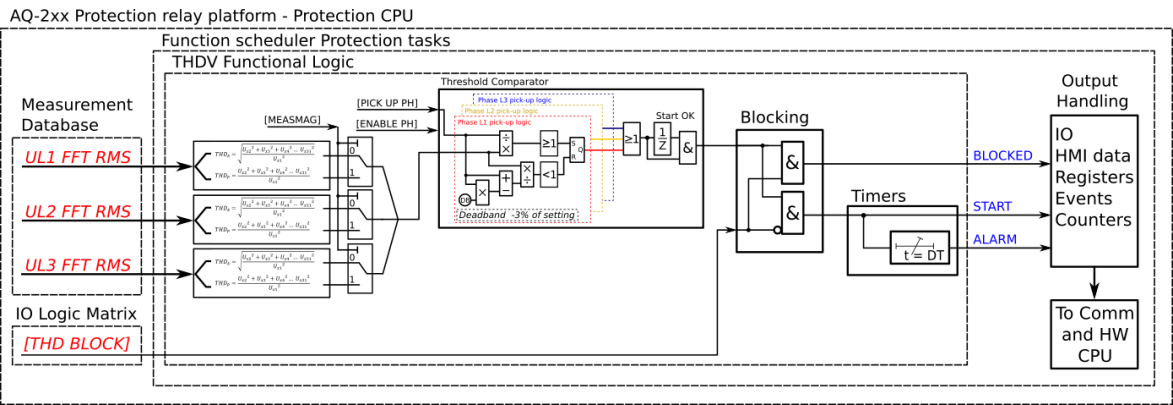 AQ-2xx Protection relay platform - Protection CPU
Function scheduler Protection tasks
THDV Functional Logic
Measurement
Database
UL1 FFT RMS
UL2 FFT RMS
UL3 FFT RMS
IO Logic Matrix
[THD BLOCK]
[MEASMAG]
0
1
0
1
0
1
[PICK UP PH]
[ENABLE PH]
Threshold Comparator
Phase L3 pick-up logic
Phase L2 pick-up logic
Phase L1 pick-up logic
÷
×
≥1
S
R
Q
×
÷
<1
+
−
×
DB
Deadband -3% of setting
≥1
Start OK
1
Z
&
Blocking
&
&
Timers
t = DT
BLOCKED
START
ALARM
Output
Handling
IO
HMI data
Registers
Events
Counters
To Comm
and HW
CPU